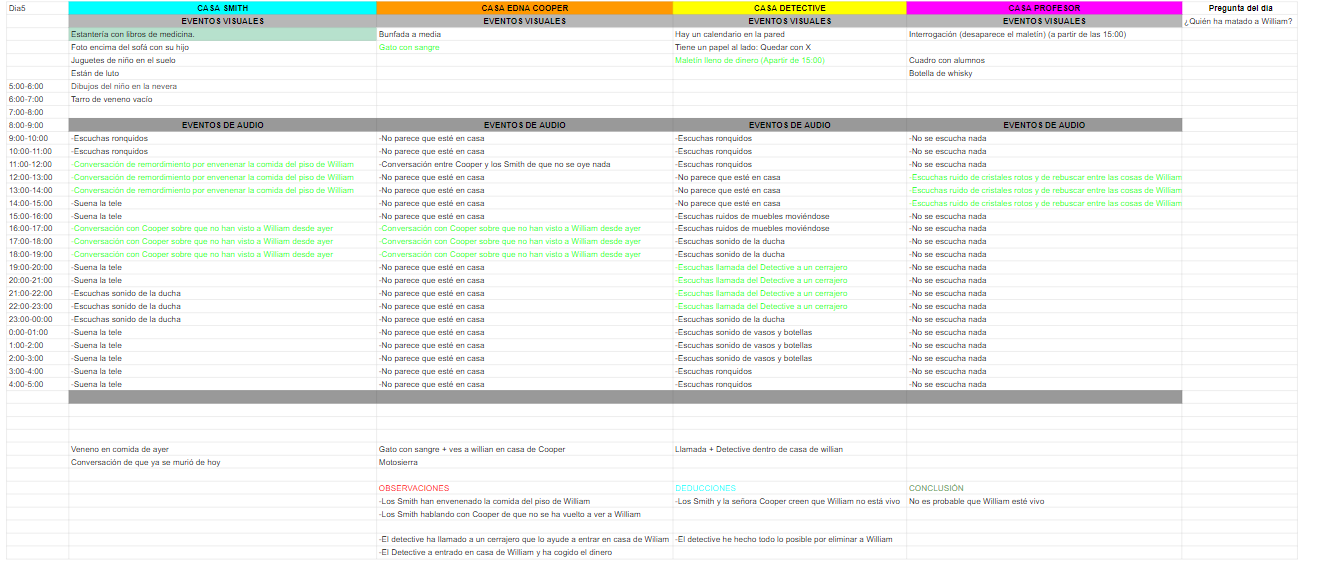 Dia5 CASA SMITH CASA EDNA COOPER CASA DETECTIVE CASA PROFESOR Pregunta del dia
EVENTOS VISUALES EVENTOS VISUALES EVENTOS VISUALES EVENTOS VISUALES ¿Quién ha matado a William?
Estantería con libros de medicina. Bunfada a media Hay un calendario en la pared Interrogación (desaparece el maletín) (a partir de las 15:00)
Foto encima del sofá con su hijo Gato con sangre Tiene un papel al lado: Quedar con X
Juguetes de niño en el suelo Maletín lleno de dinero (Apartir de 15:00) Cuadro con alumnos
Están de luto Botella de whisky
5:00-6:00 Dibujos del niño en la nevera
6:00-7:00 Tarro de veneno vacío
7:00-8:00
8:00-9:00 EVENTOS DE AUDIO EVENTOS DE AUDIO EVENTOS DE AUDIO EVENTOS DE AUDIO
9:00-10:00 -Escuchas ronquidos -No parece que esté en casa -Escuchas ronquidos -No se escucha nada
10:00-11:00 -Escuchas ronquidos -No parece que esté en casa -Escuchas ronquidos -No se escucha nada
11:00-12:00 -Conversación de remordimiento por envenenar la comida del piso de William -Conversación entre Cooper y los Smith de que no se oye nada -Escuchas ronquidos -No se escucha nada
12:00-13:00 -Conversación de remordimiento por envenenar la comida del piso de William -No parece que esté en casa -No parece que esté en casa -Escuchas ruido de cristales rotos y de rebuscar entre las cosas de William
13:00-14:00 -Conversación de remordimiento por envenenar la comida del piso de William -No parece que esté en casa -No parece que esté en casa -Escuchas ruido de cristales rotos y de rebuscar entre las cosas de William
14:00-15:00 -Suena la tele -No parece que esté en casa -No parece que esté en casa -Escuchas ruido de cristales rotos y de rebuscar entre las cosas de William
15:00-16:00 -Suena la tele -No parece que esté en casa -Escuchas ruidos de muebles moviéndose -No se escucha nada
16:00-17:00 -Conversación con Cooper sobre que no han visto a William desde ayer -Conversación con Cooper sobre que no han visto a William desde ayer -Escuchas ruidos de muebles moviéndose -No se escucha nada
17:00-18:00 -Conversación con Cooper sobre que no han visto a William desde ayer -Conversación con Cooper sobre que no han visto a William desde ayer -Escuchas sonido de la ducha -No se escucha nada
18:00-19:00 -Conversación con Cooper sobre que no han visto a William desde ayer -Conversación con Cooper sobre que no han visto a William desde ayer -Escuchas sonido de la ducha -No se escucha nada
19:00-20:00 -Suena la tele -No parece que esté en casa -Escuchas llamada del Detective a un cerrajero -No se escucha nada
20:00-21:00 -Suena la tele -No parece que esté en casa -Escuchas llamada del Detective a un cerrajero -No se escucha nada
21:00-22:00 -Escuchas sonido de la ducha -No parece que esté en casa -Escuchas llamada del Detective a un cerrajero -No se escucha nada
22:00-23:00 -Escuchas sonido de la ducha -No parece que esté en casa -Escuchas llamada del Detective a un cerrajero -No se escucha nada
23:00-00:00 -Escuchas sonido de la ducha -No parece que esté en casa -Escuchas sonido de la ducha -No se escucha nada
0:00-01:00 -Suena la tele -No parece que esté en casa -Escuchas sonido de vasos y botellas -No se escucha nada
1:00-2:00 -Suena la tele -No parece que esté en casa -Escuchas sonido de vasos y botellas -No se escucha nada
2:00-3:00 -Suena la tele -No parece que esté en casa -Escuchas sonido de vasos y botellas -No se escucha nada
3:00-4:00 -Suena la tele -No parece que esté en casa -Escuchas ronquidos -No se escucha nada
4:00-5:00 -Suena la tele -No parece que esté en casa -Escuchas ronquidos -No se escucha nada
Veneno en comida de ayer Gato con sangre + ves a willian en casa de Cooper Llamada + Detective dentro de casa de willian
Conversación de que ya se murió de hoy Motosierra
OBSERVACIONES DEDUCCIONES CONCLUSIÓN
-Los Smith han envenenado la comida del piso de William -Los Smith y la señora Cooper creen que William no está vivo No es probable que William esté vivo
-Los Smith hablando con Cooper de que no se ha vuelto a ver a William
-El detective ha llamado a un cerrajero que lo ayude a entrar en casa de Wiliam -El detective he hecho todo lo posible por eliminar a William
-El Detective a entrado en casa de William y ha cogido el dinero